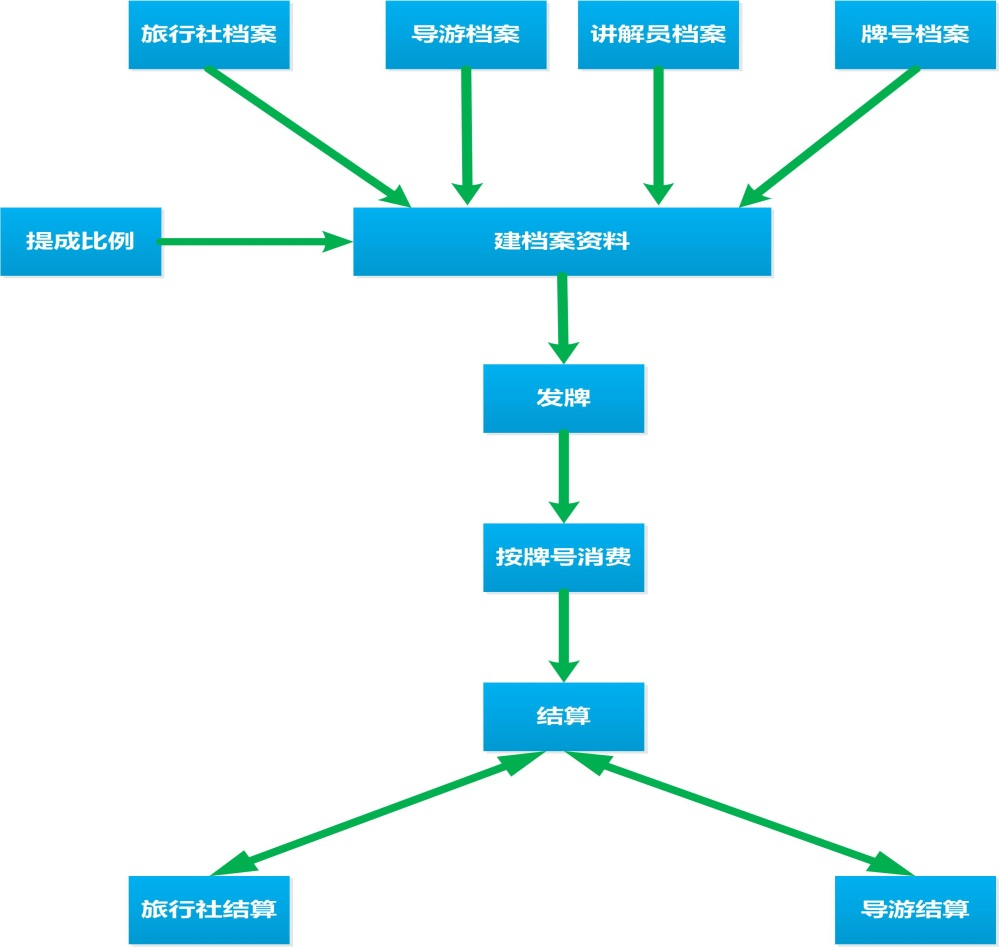 旅行社档案
导游档案
讲解员档案
牌号档案
提成比例
建档案资料
发牌
按牌号消费
结算
旅行社结算
导游结算